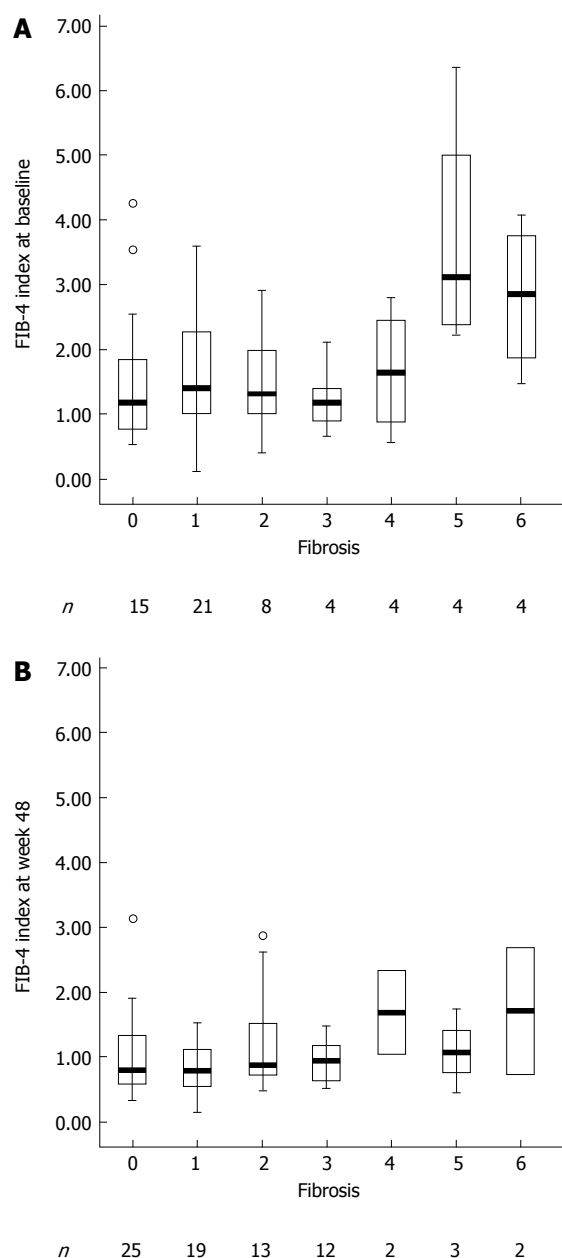 A
FIB-4 index at baseline
7.00
6.00
5.00
4.00
3.00
2.00
1.00
0.00
0 1 2 3 4 5 6
Fibrosis
n 15 21 8 4 4 4 4
B
FIB-4 index at week 48
7.00
6.00
5.00
4.00
3.00
2.00
1.00
0.00
0 1 2 3 4 5 6
Fibrosis
n 25 19 13 12 2 3 2